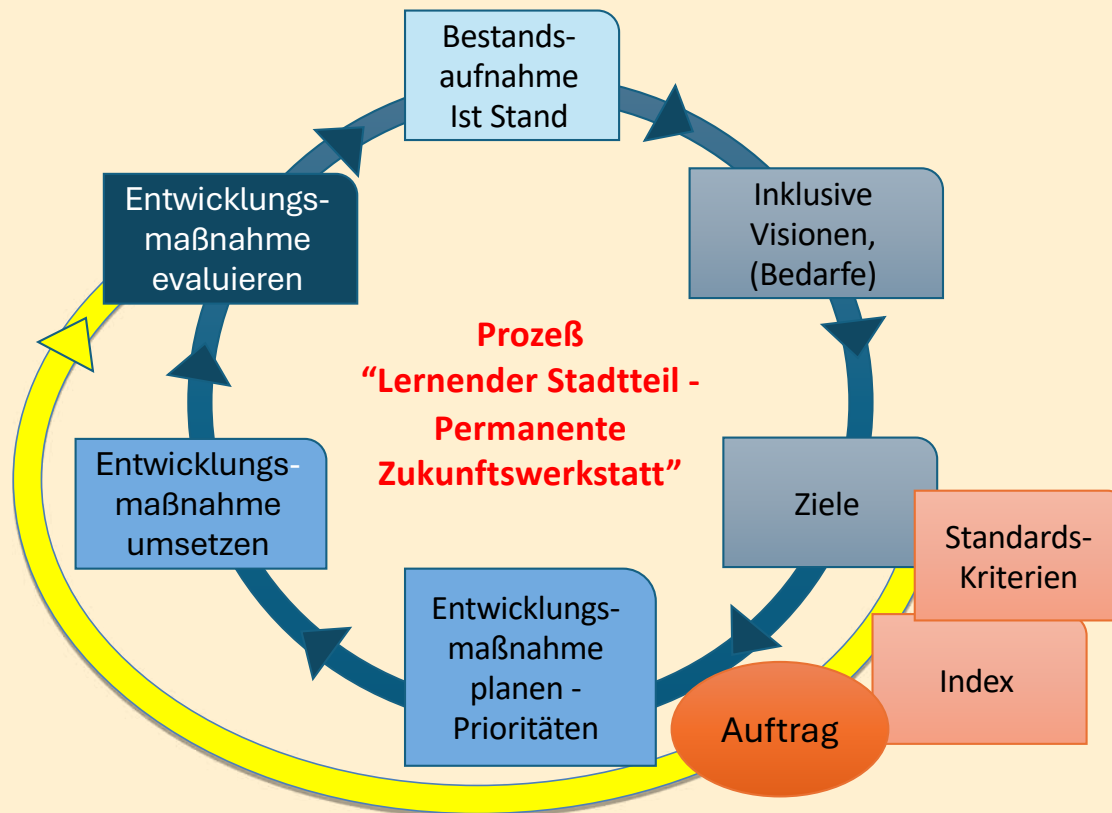 Bestands-
aufnahme
Ist Stand
Inklusive
Visionen,
(Bedarfe)
Ziele
Standards-
Kriterien
Index
Auftrag
Entwicklungs-
maßnahme
planen -
Prioritäten
Entwicklungs-
maßnahme
umsetzen
Entwicklungs-
maßnahme
evaluieren
Prozeß
“Lernender Stadtteil -
Permanente
Zukunftswerkstatt”